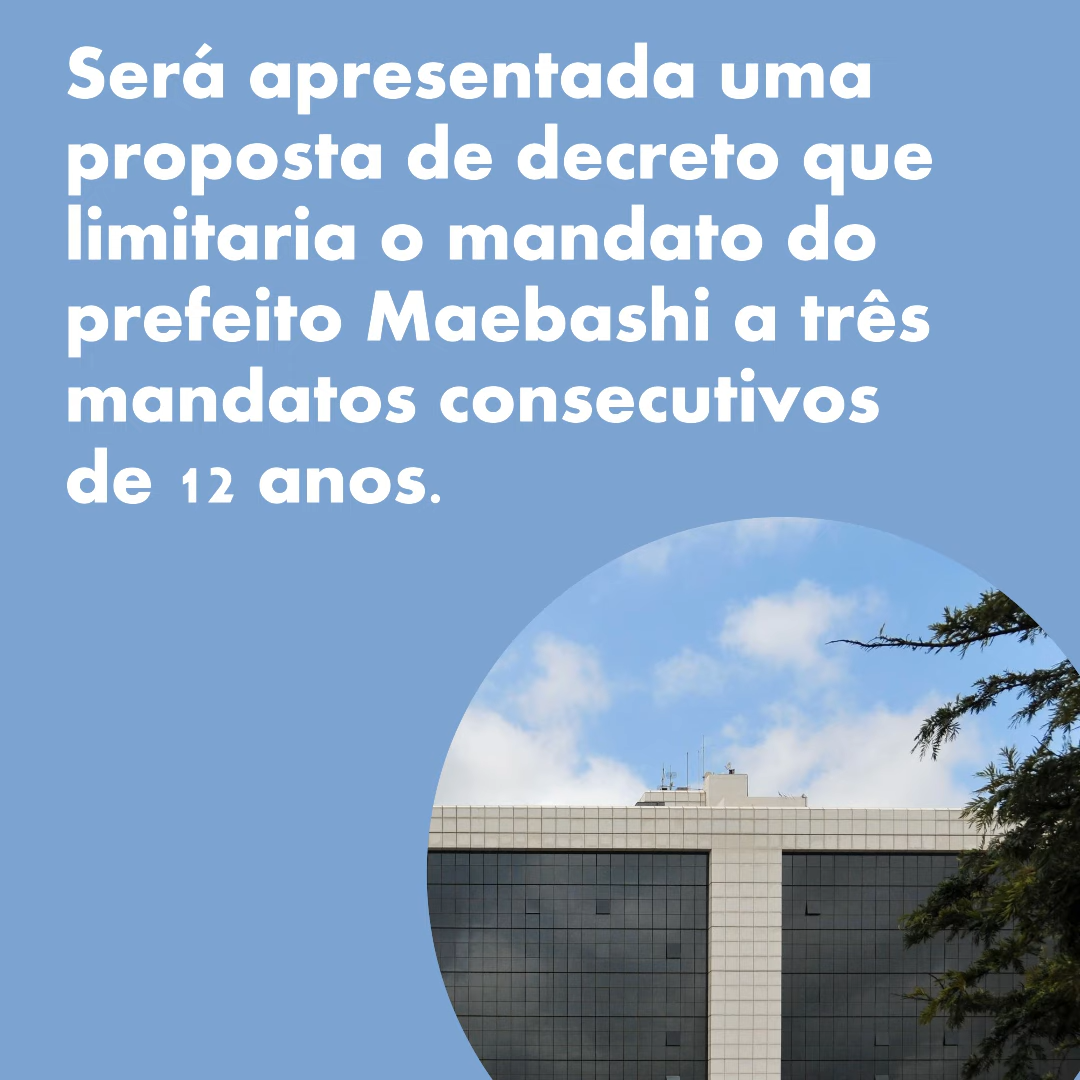 Será apresentada uma
proposta de decreto que
limitaria o mandato do
prefeito Maebashi a três
mandatos consecutivos
de 12 anos.